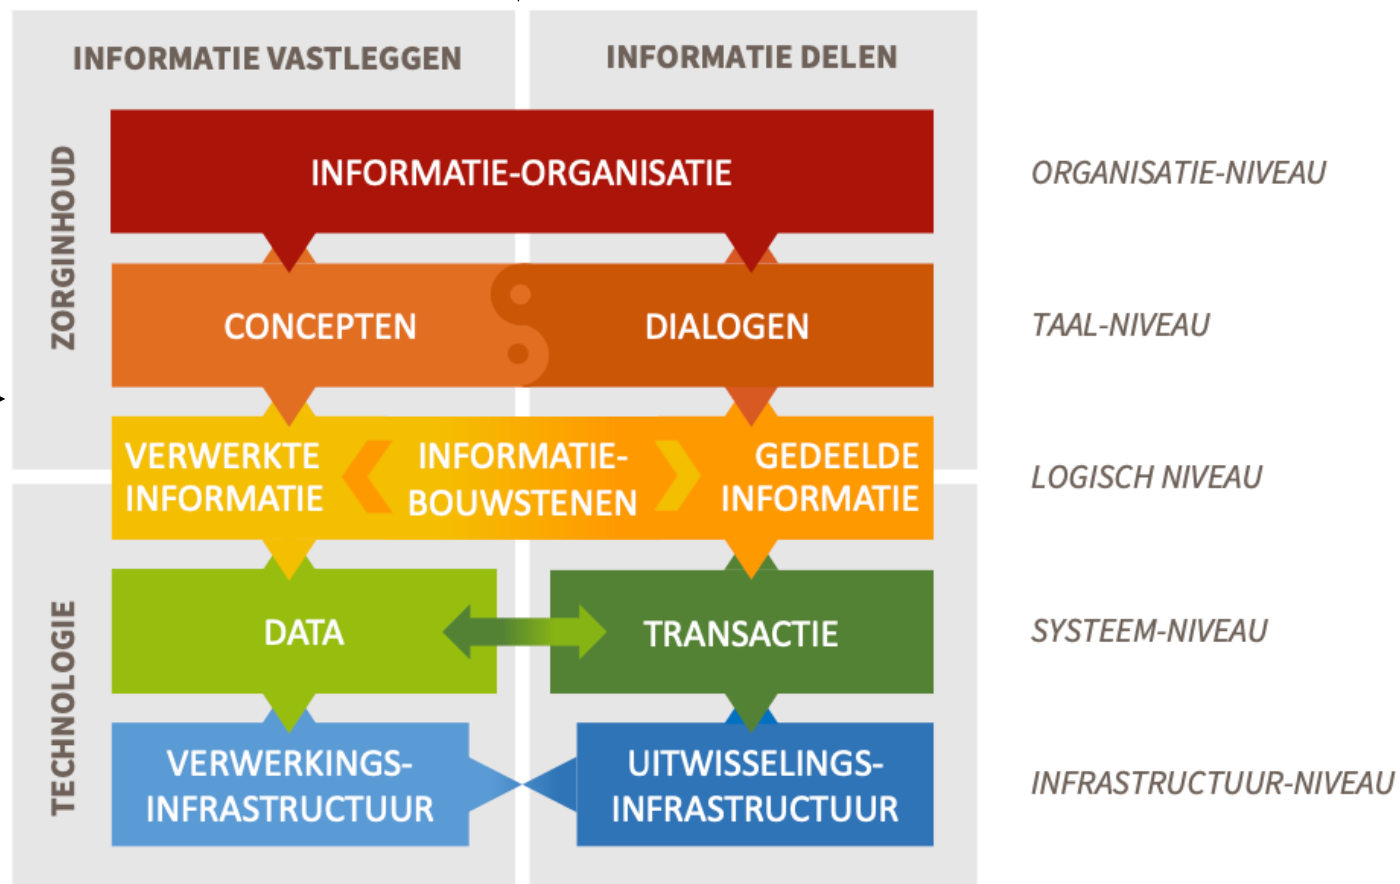 INFORMATIE VASTLEGGEN
INFORMATIE DELEN
ZORGINHOUD
INFORMATIE-ORGANISATIE
ORGANISATIE-NIVEAU
CONCEPTEN
DIALOGEN
TAAL-NIVEAU
VERWERKTE
INFORMATIE
INFORMATIE-
BOUWSTENEN
GEDEELDE
INFORMATIE
LOGISCH NIVEAU
TECHNOLOGIE
DATA
TRANSACTIE
SYSTEEM-NIVEAU
VERWERKINGS-
INFRASTRUCTUUR
UITWISSELINGS-
INFRASTRUCTUUR
INFRASTRUCTUUR-NIVEAU